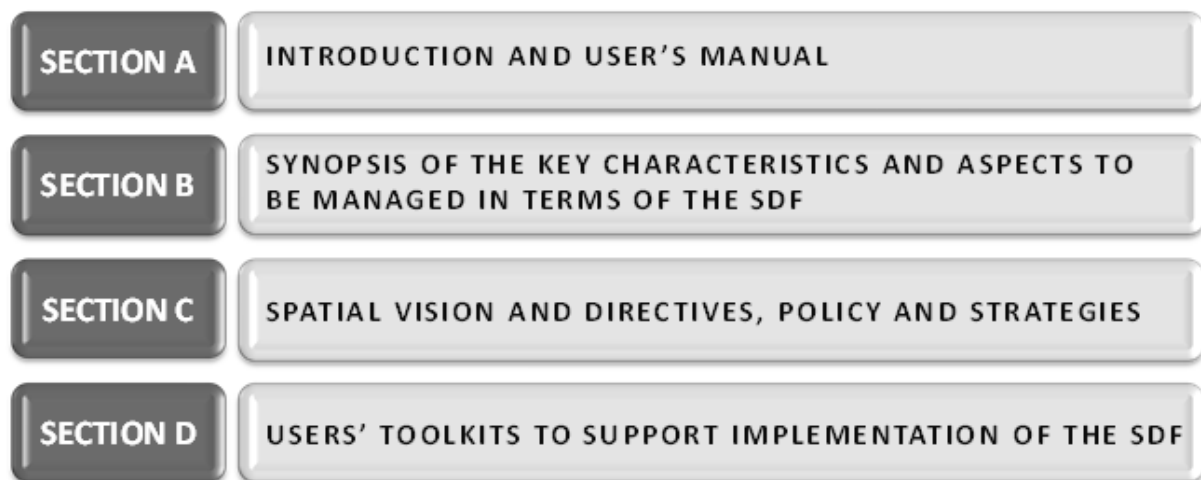 SECTION A
INTRODUCTION AND USER’S MANUAL
SECTION B
SYNOPSIS OF THE KEY CHARACTERISTICS AND ASPECTS TO
BE MANAGED IN TERMS OF THE SDF
SECTION C
SPATIAL VISION AND DIRECTIVES, POLICY AND STRATEGIES
SECTION D
USERS’ TOOLKITS TO SUPPORT IMPLEMENTATION OF THE SDF